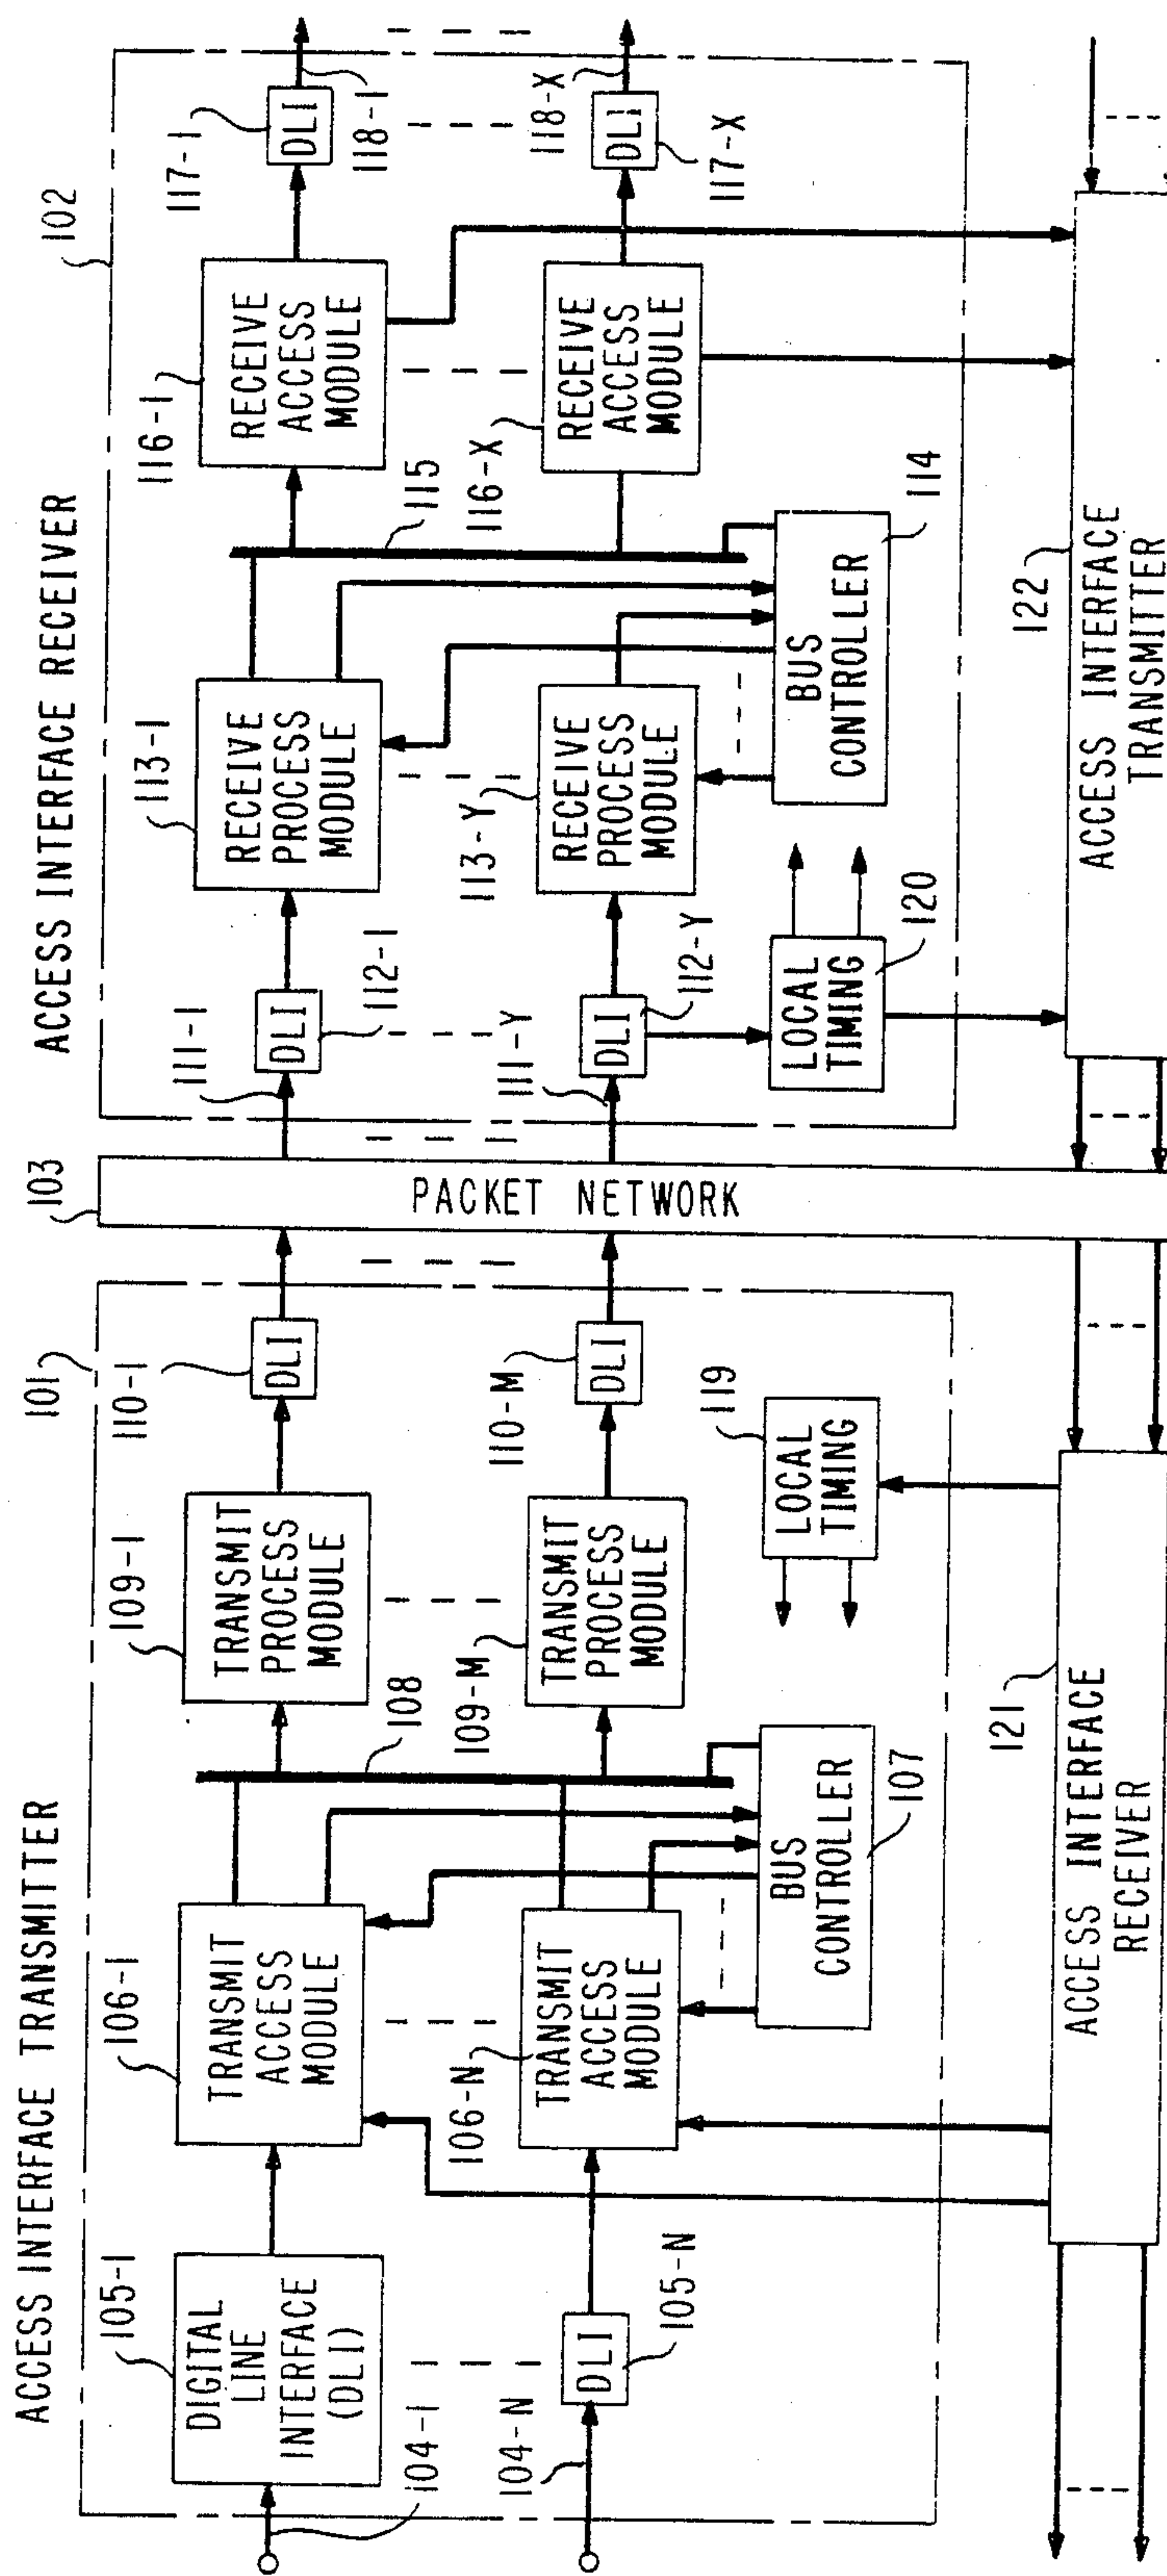 ACCESS INTERFACE TRANSMITTER
101
105-1
DIGITAL
LINE
INTERFACE
(DLI)
104-1
106-1
TRANSMIT
ACCESS
MODULE
108
109-1
TRANSMIT
PROCESS
MODULE
110-1
DLI
104-N
DLI
105-N
106-N
TRANSMIT
ACCESS
MODULE
109-M
TRANSMIT
PROCESS
MODULE
110-M
DLI
BUS
CONTROLLER
107
119
LOCAL
TIMING
121
ACCESS INTERFACE
RECEIVER
103
PACKET NETWORK
ACCESS INTERFACE RECEIVER
102
111-1
DLI
112-1
113-1
RECEIVE
PROCESS
MODULE
115
116-1
RECEIVE
ACCESS
MODULE
117-1
DLI
118-1
111-Y
DLI
112-Y
113-Y
RECEIVE
PROCESS
MODULE
116-X
RECEIVE
ACCESS
MODULE
118-X
DLI
117-X
LOCAL
TIMING
120
BUS
CONTROLLER
114
122
ACCESS INTERFACE
TRANSMITTER